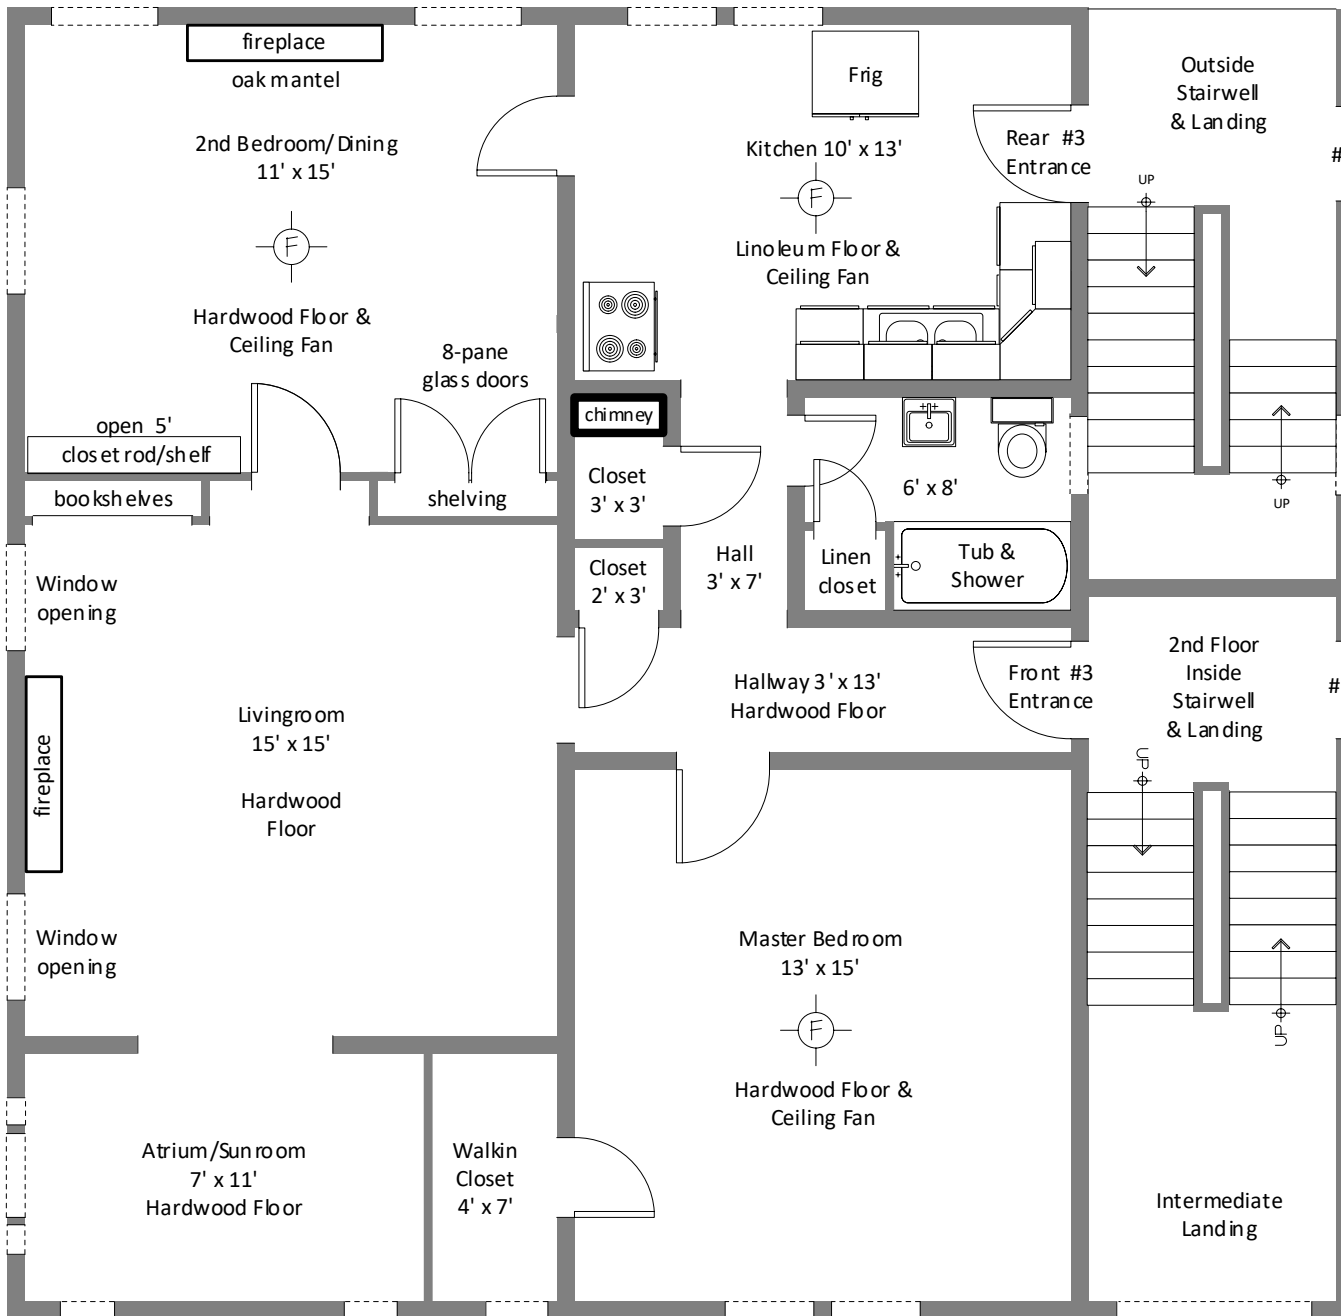 fireplace
oak mantel
2nd Bedroom/Dining
11' x 15'
F
Hardwood Floor &
Ceiling Fan
8-pane
glass doors
open 5'
closet rod/shelf
bookshelves
shelving
Frig
Kitchen 10' x 13'
F
Linoleum Floor &
Ceiling Fan
Rear #3
Entrance
Outside
Stairwell
& Landing
#
UP
UP
chimney
Closet
3' x 3'
Closet
2' x 3'
Hall
3' x 7'
6' x 8'
Linen
closet
Tub &
Shower
Window
opening
fireplace
Livingroom
15' x 15'
Hardwood
Floor
Window
opening
Hallway 3' x 13'
Hardwood Floor
Front #3
Entrance
2nd Floor
Inside
Stairwell
& Landing
#
UP
UP
Master Bedroom
13' x 15'
F
Hardwood Floor &
Ceiling Fan
Atrium/Sunroom
7' x 11'
Hardwood Floor
Walkin
Closet
4' x 7'
Intermediate
Landing